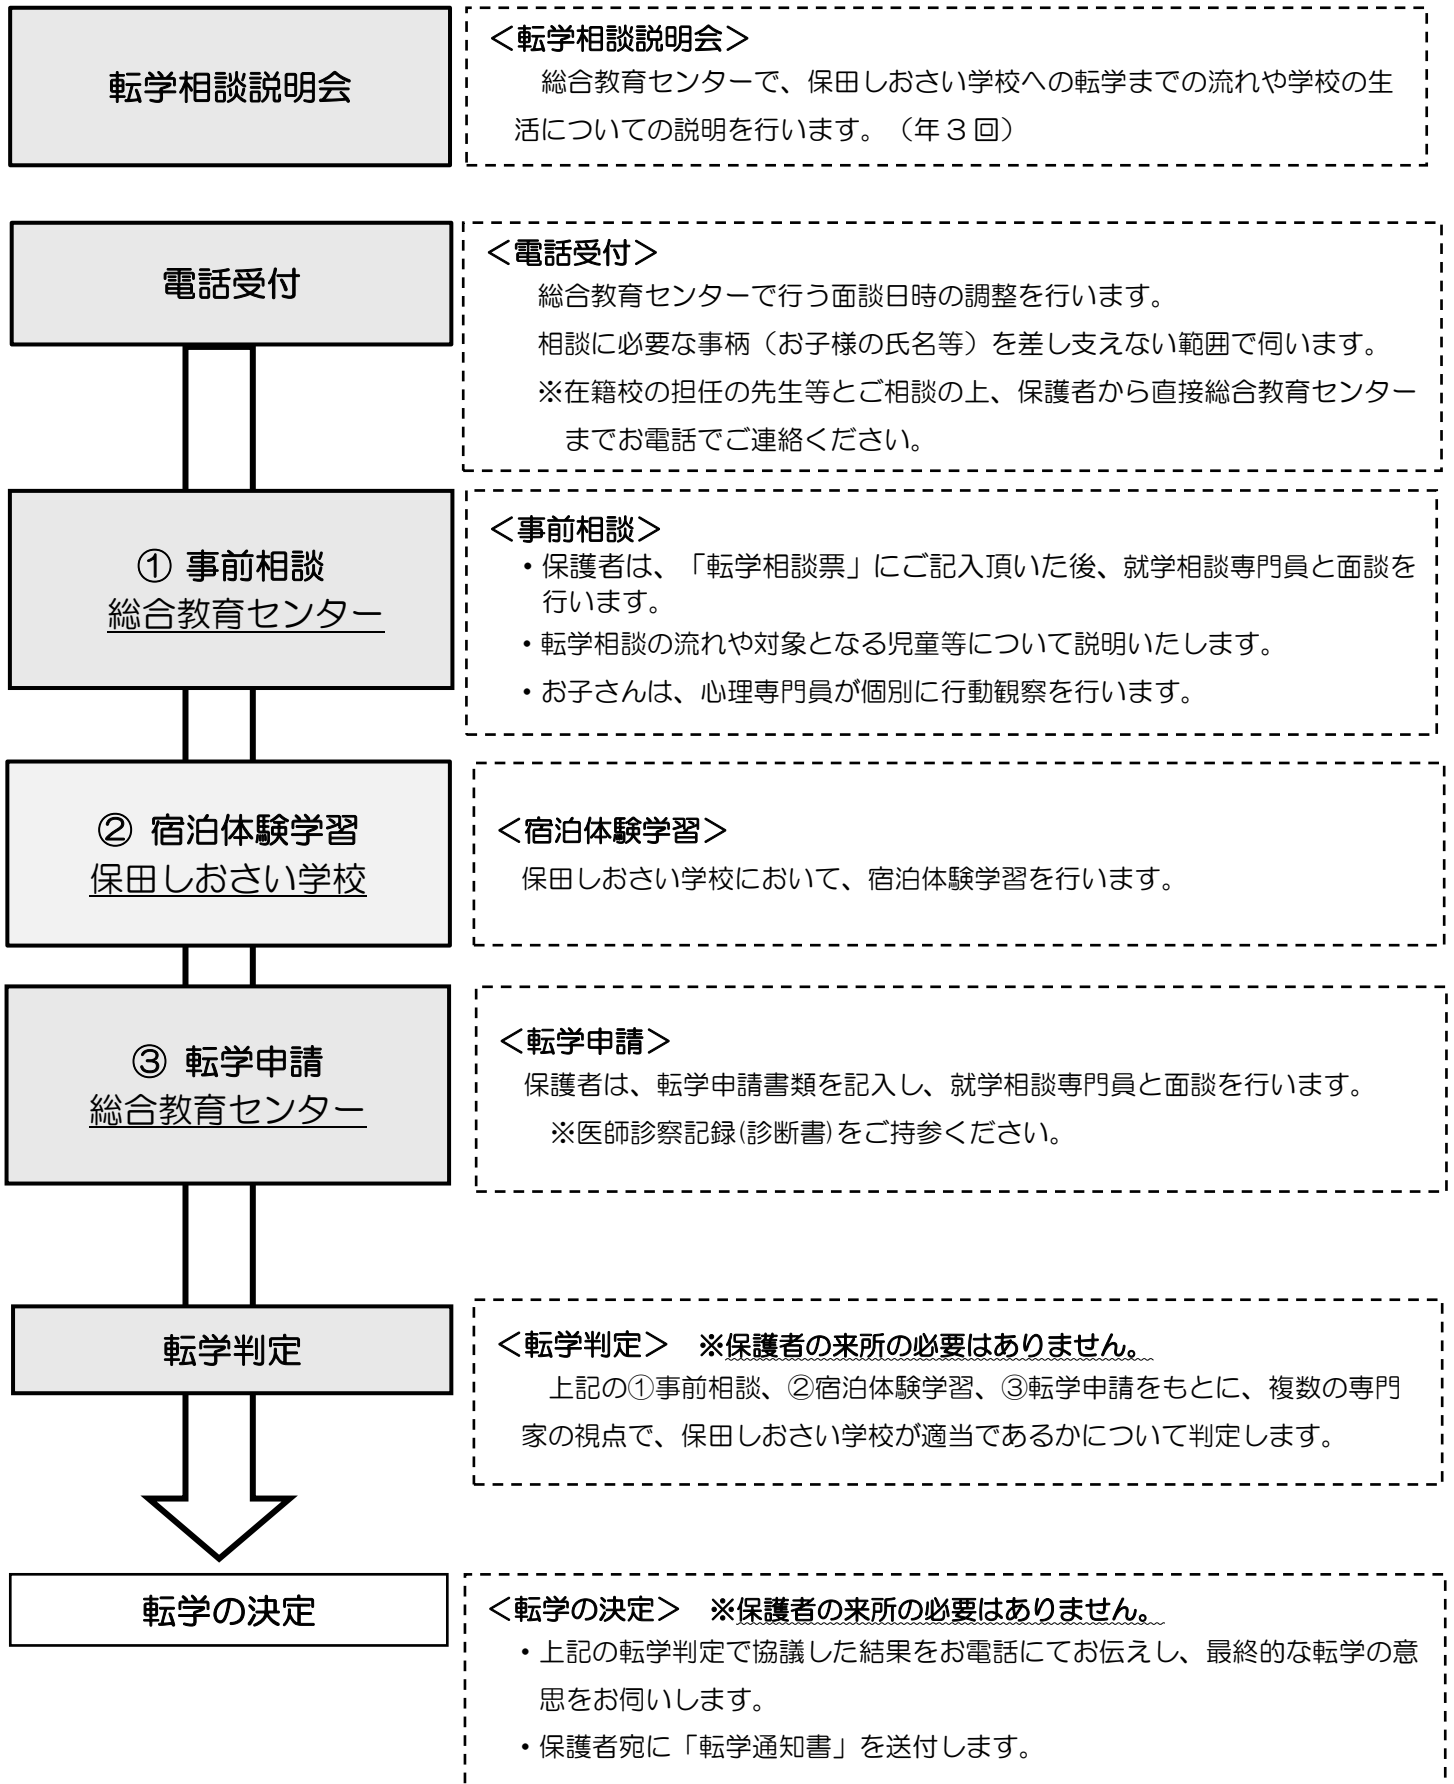 転学相談説明会
＜転学相談説明会＞
総合教育センターで、保田しおさい学校への転学までの流れや学校の生
活についての説明を行います。（年３回）
電話受付
＜電話受付＞
総合教育センターで行う面談日時の調整を行います。
相談に必要な事柄（お子様の氏名等）を差し支えない範囲で伺います。
※在籍校の担任の先生等とご相談の上、保護者から直接総合教育センター
までお電話でご連絡ください。
① 事前相談
総合教育センター
＜事前相談＞
・保護者は、「転学相談票」にご記入頂いた後、就学相談専門員と面談を
行います。
・転学相談の流れや対象となる児童等について説明いたします。
・お子さんは、心理専門員が個別に行動観察を行います。
② 宿泊体験学習
保田しおさい学校
＜宿泊体験学習＞
保田しおさい学校において、宿泊体験学習を行います。
③ 転学申請
総合教育センター
＜転学申請＞
保護者は、転学申請書類を記入し、就学相談専門員と面談を行います。
※医師診察記録(診断書)をご持参ください。
転学判定
＜転学判定＞ ※保護者の来所の必要はありません。
上記の①事前相談、②宿泊体験学習、③転学申請をもとに、複数の専門
家の視点で、保田しおさい学校が適当であるかについて判定します。
転学の決定
＜転学の決定＞ ※保護者の来所の必要はありません。
・上記の転学判定で協議した結果をお電話にてお伝えし、最終的な転学の意
思をお伺いします。
・保護者宛に「転学通知書」を送付します。